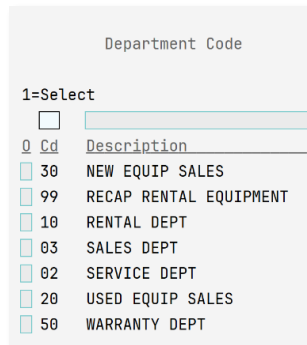 Department Code
1=Select
O Cd Description
30 NEW EQUIP SALES
99 RECAP RENTAL EQUIPMENT
10 RENTAL DEPT
03 SALES DEPT
02 SERVICE DEPT
20 USED EQUIP SALES
50 WARRANTY DEPT